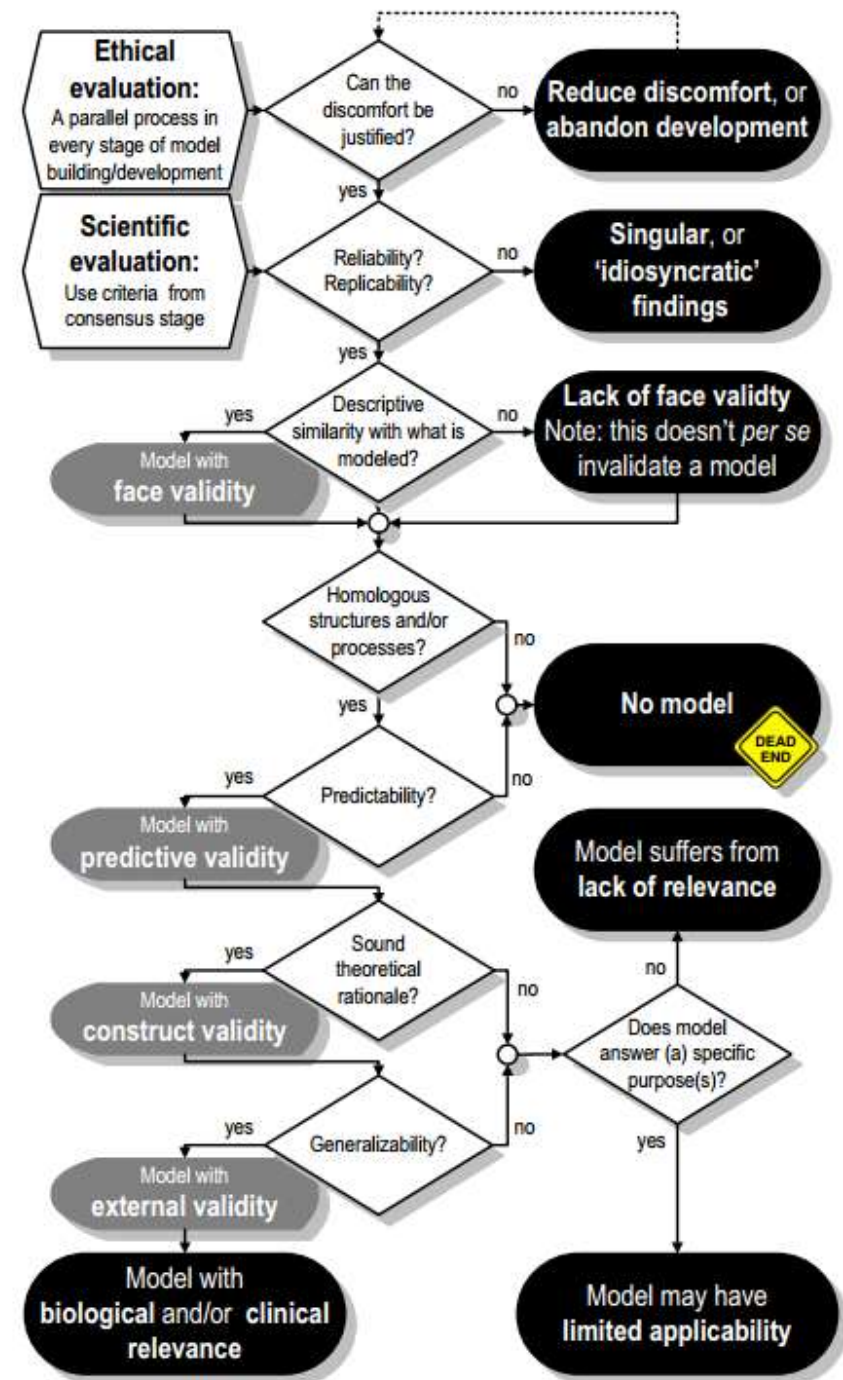 Ethical
evaluation:
A parallel process in
every stage of model
building/development
Can the
discomfort be
justified?
no
Reduce discomfort, or
abandon development
yes
Scientific
evaluation:
Use criteria from
consensus stage
Reliability?
Replicability?
no
Singular, or
‘idiosyncratic’
findings
yes
Descriptive
similarity with what is
modeled?
yes
no
Lack of face validty
Note: this doesn’t per se
invalidate a model
Model with
face validity
Homologous
structures and/or
processes?
no
No model
DEAD
END
yes
Predictability?
yes
no
Model with
predictive validity
Model suffers from
lack of relevance
Sound
theoretical
rationale?
yes
no
no
Model with
construct validity
Does model
answer (a) specific
purpose(s)?
Generalizability?
yes
no
yes
Model with
external validity
Model with
biological and/or clinical
relevance
Model may have
limited applicability